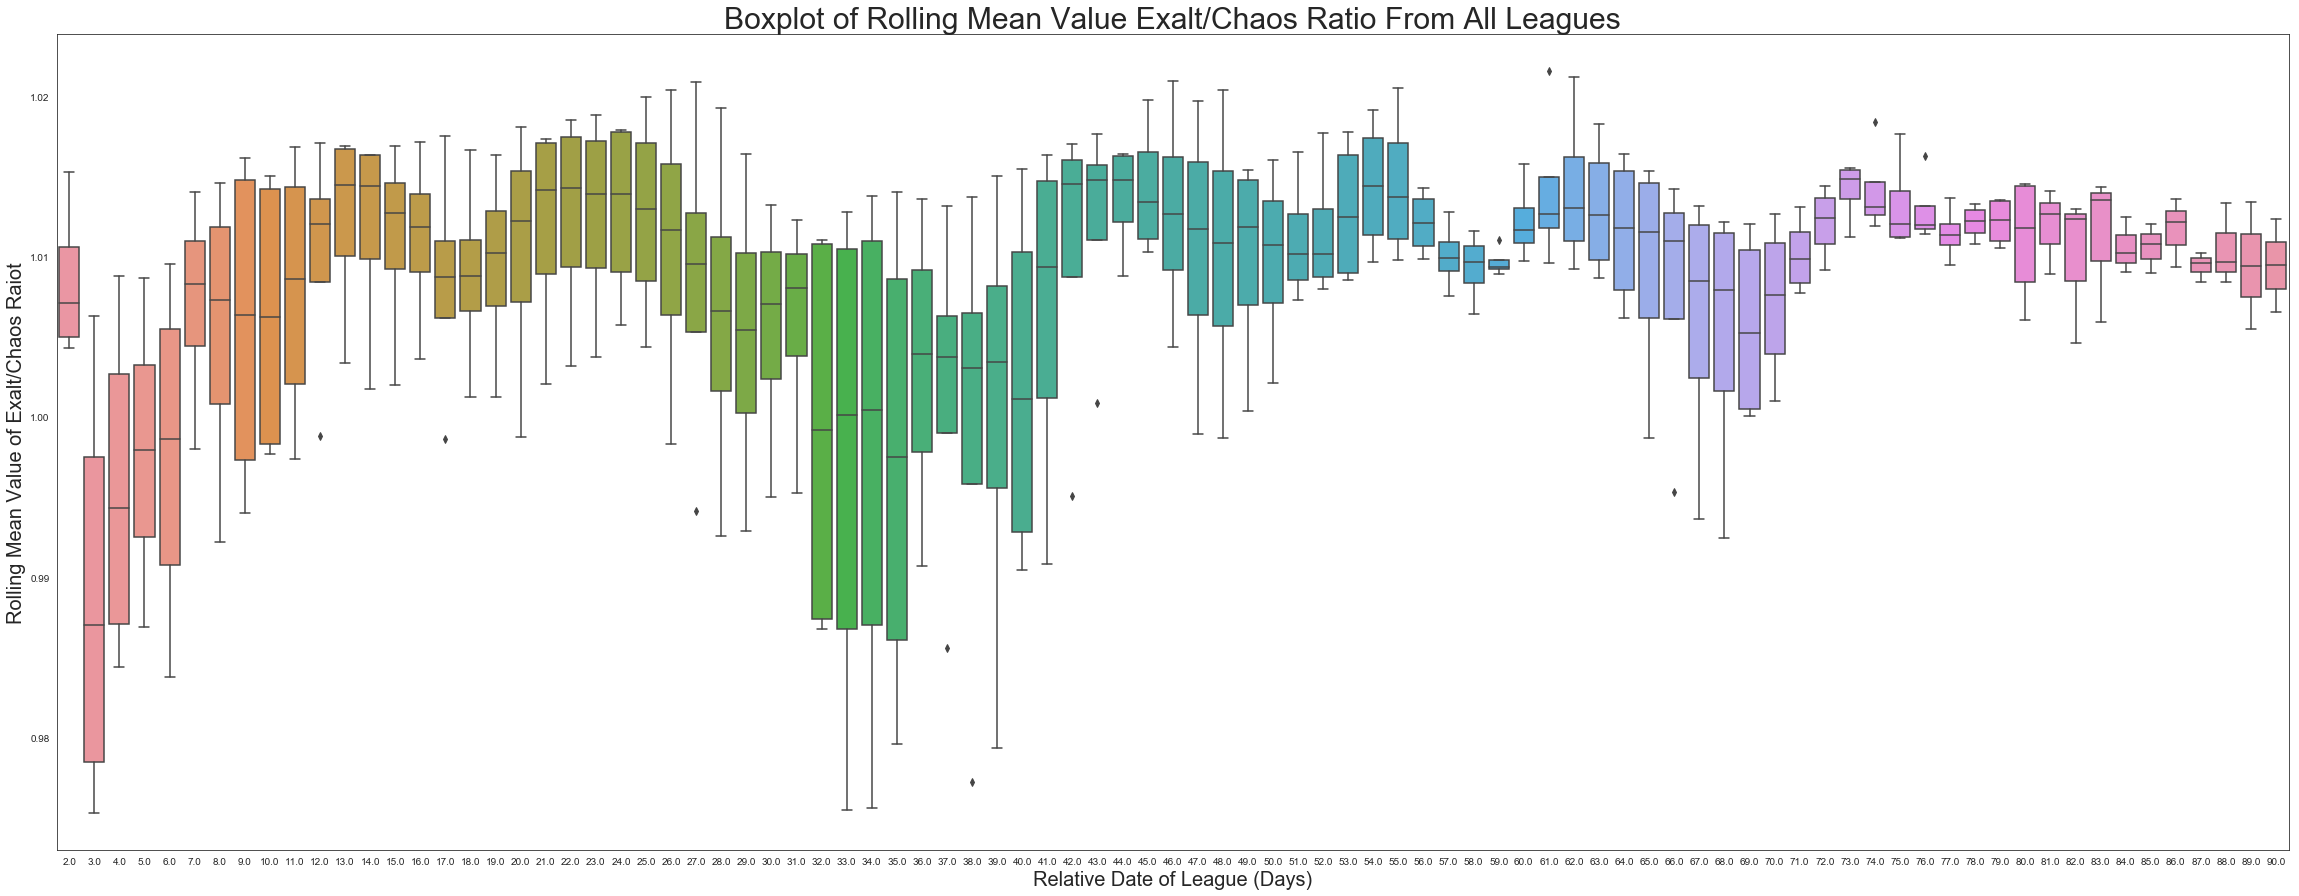 Boxplot of Rolling Mean Value Exalt/Chaos Ratio From All Leagues
Rolling Mean Value of Exalt/Chaos Raiot
1.02
1.01
1.00
0.99
0.98
2.0 3.0 4.0 5.0 6.0 7.0 8.0 9.0 10.0 11.0 12.0 13.0 14.0 15.0 16.0 17.0 18.0 19.0 20.0 21.0 22.0 23.0 24.0 25.0 26.0 27.0 28.0 29.0 30.0 31.0 32.0 33.0 34.0 35.0 36.0 37.0 38.0 39.0 40.0 41.0 42.0 43.0 44.0 45.0 46.0 47.0 48.0 49.0 50.0 51.0 52.0 53.0 54.0 55.0 56.0 57.0 58.0 59.0 60.0 61.0 62.0 63.0 64.0 65.0 66.0 67.0 68.0 69.0 70.0 71.0 72.0 73.0 74.0 75.0 76.0 77.0 78.0 79.0 80.0 81.0 82.0 83.0 84.0 85.0 86.0 87.0 88.0 89.0 90.0
Relative Date of League (Days)